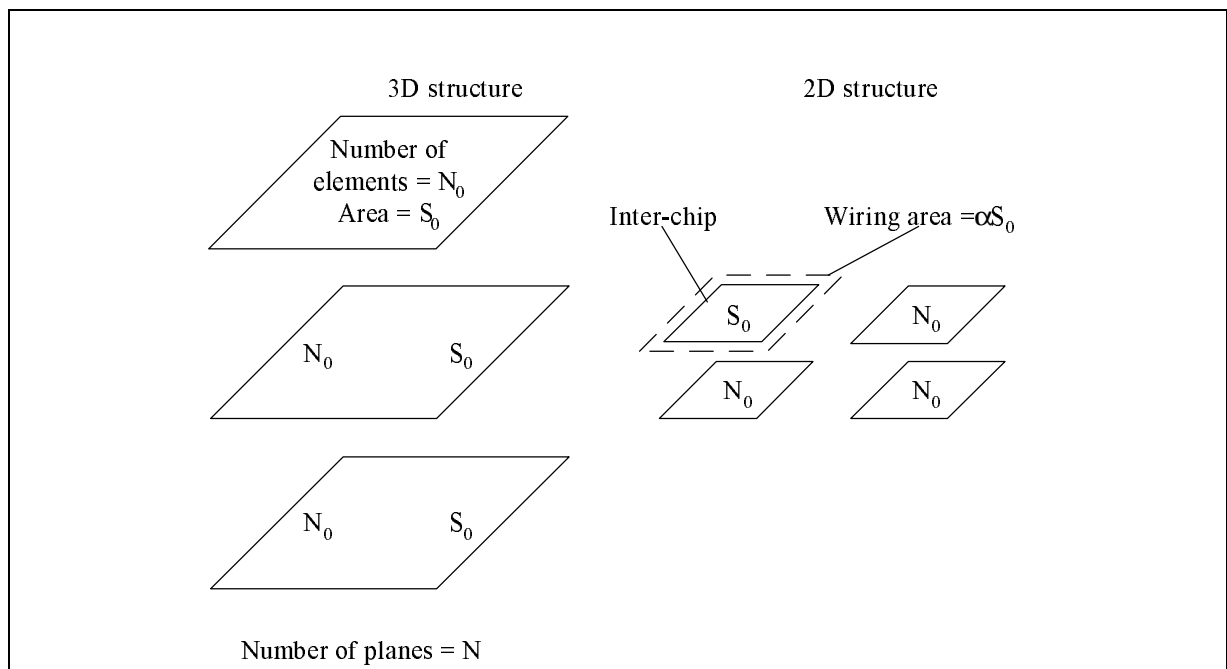 3D structure
2D structure
Number of
elements = N₀
Area = S₀
Inter-chip
Wiring area =αS₀
S₀
N₀
N₀
S₀
N₀
N₀
N₀
S₀
Number of planes = N